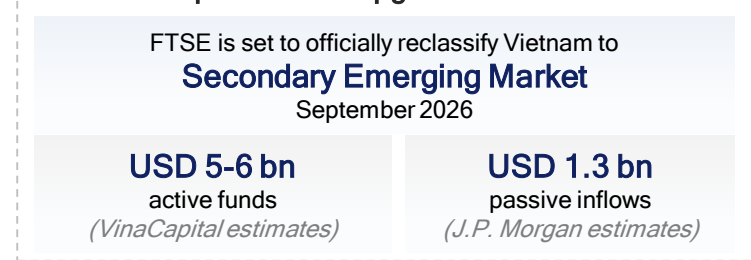 FTSE is set to officially reclassify Vietnam to
Secondary Emerging Market
September 2026
USD 5-6 bn
active funds
(VinaCapital estimates)
USD 1.3 bn
passive inflows
(J.P. Morgan estimates)